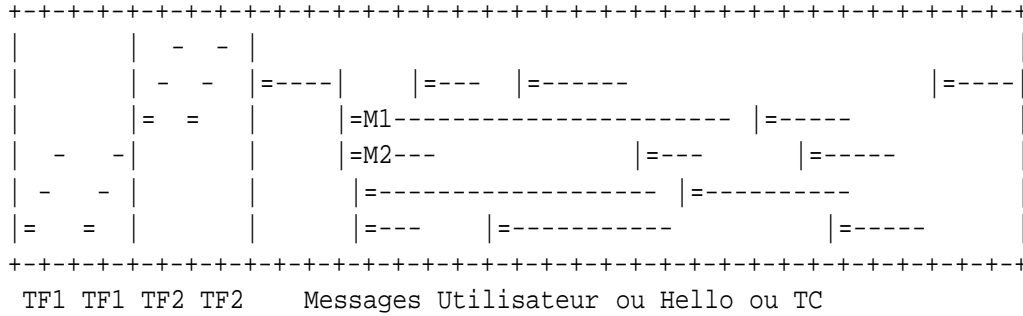 +-+-+-+-+-+-+-+-+-+-+-+-+-+-+-+-+-+-+-+-+-+-+-+-+-+-+-+-+-+-+-+-+-+-+
|       |  -  - |                                                    |
|       | -  -  |=----|     |=---  |=------                    |=----|
|       |=  =   |     |=M1-----------------------  |=-----           |
|  -   -|       |     |=M2---              |=---      |=-----        |
| -   - |       |      |=-------------------  |=----------           |
|=   =  |       |      |=---    |=-----------           |=-----      |
+-+-+-+-+-+-+-+-+-+-+-+-+-+-+-+-+-+-+-+-+-+-+-+-+-+-+-+-+-+-+-+-+-+-+
TF1 TF1 TF2 TF2    Messages Utilisateur ou Hello ou TC